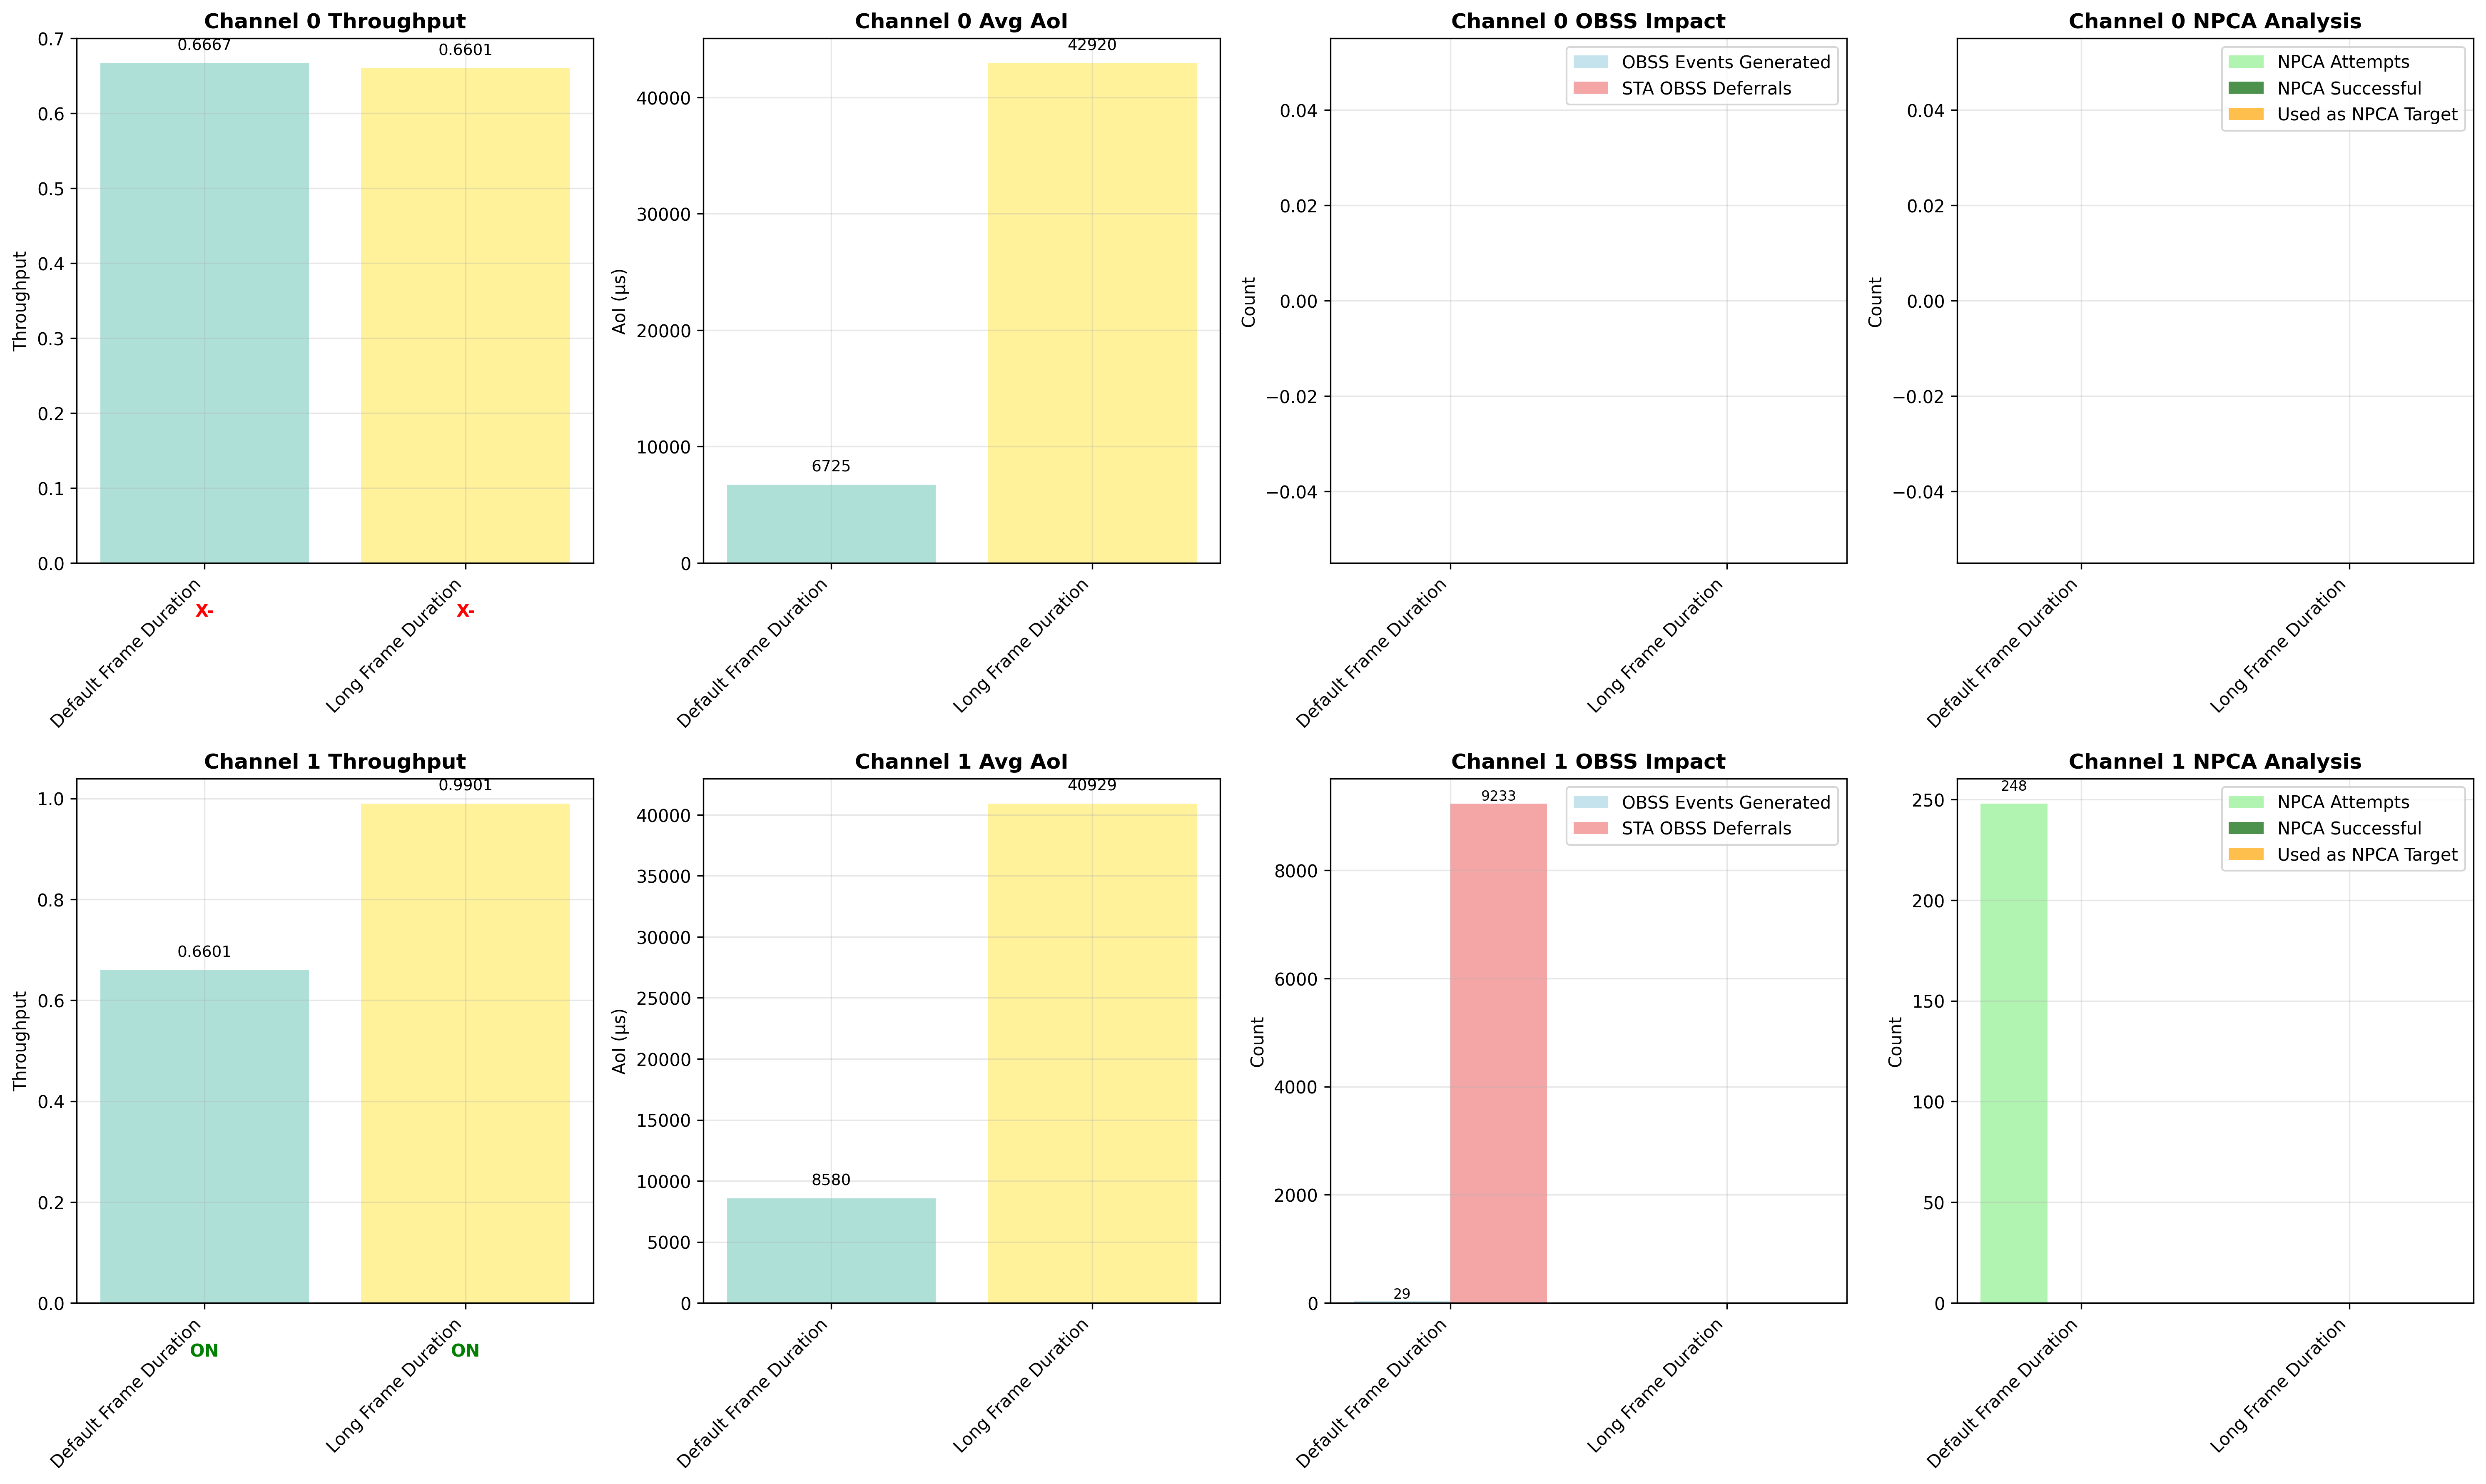 Channel 0 Throughput
0.7
0.6
0.5
0.4
0.3
0.2
0.1
0.0
Throughput
0.6667
0.6601
Default Frame Duration
Long Frame Duration
X-
X-
Channel 0 Avg AoI
40000
30000
20000
10000
0
AoI (μs)
6725
42920
Default Frame Duration
Long Frame Duration
Channel 0 OBSS Impact
0.04
0.02
0.00
−0.02
−0.04
Count
OBSS Events Generated
STA OBSS Deferrals
Default Frame Duration
Long Frame Duration
Channel 0 NPCA Analysis
0.04
0.02
0.00
−0.02
−0.04
Count
NPCA Attempts
NPCA Successful
Used as NPCA Target
Default Frame Duration
Long Frame Duration
Channel 1 Throughput
1.0
0.8
0.6
0.4
0.2
0.0
Throughput
0.6601
0.9901
Default Frame Duration
Long Frame Duration
ON
ON
Channel 1 Avg AoI
40000
35000
30000
25000
20000
15000
10000
5000
0
AoI (μs)
8580
40929
Default Frame Duration
Long Frame Duration
Channel 1 OBSS Impact
8000
6000
4000
2000
0
Count
29
9233
OBSS Events Generated
STA OBSS Deferrals
Default Frame Duration
Long Frame Duration
Channel 1 NPCA Analysis
250
200
150
100
50
0
Count
248
NPCA Attempts
NPCA Successful
Used as NPCA Target
Default Frame Duration
Long Frame Duration